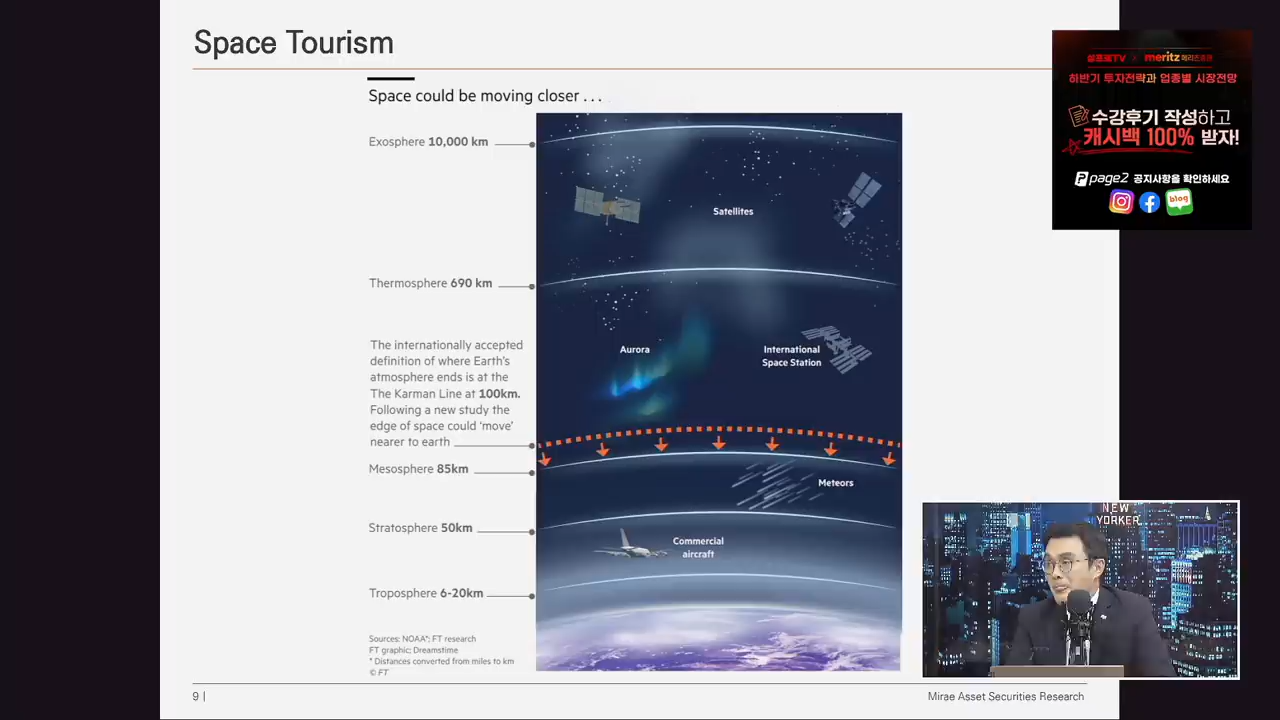 Space Tourism
Space could be moving closer . . .
Exosphere 10,000 km
Satellites
Thermosphere 690 km
Aurora
International
Space Station
The internationally accepted
definition of where Earth's
atmosphere ends is at the
The Karman Line at 100km.
Following a new study the
edge of space could 'move'
nearer to earth
Mesosphere 85km
Meteors
Stratosphere 50km
Commercial
aircraft
Troposphere 6-20km
Sources: NOAA*; FT research
FT graphic; Dreamstime
* Distances converted from miles to km
© FT
9 |
Mirae Asset Securities Research
삼프로TV × meritz 메리츠증권
하반기 투자전략과 업종별 시장전망
수강후기 작성하고
캐시백 100% 받자!
page2 공지사항을 확인하세요
blog
NEW
YORKER